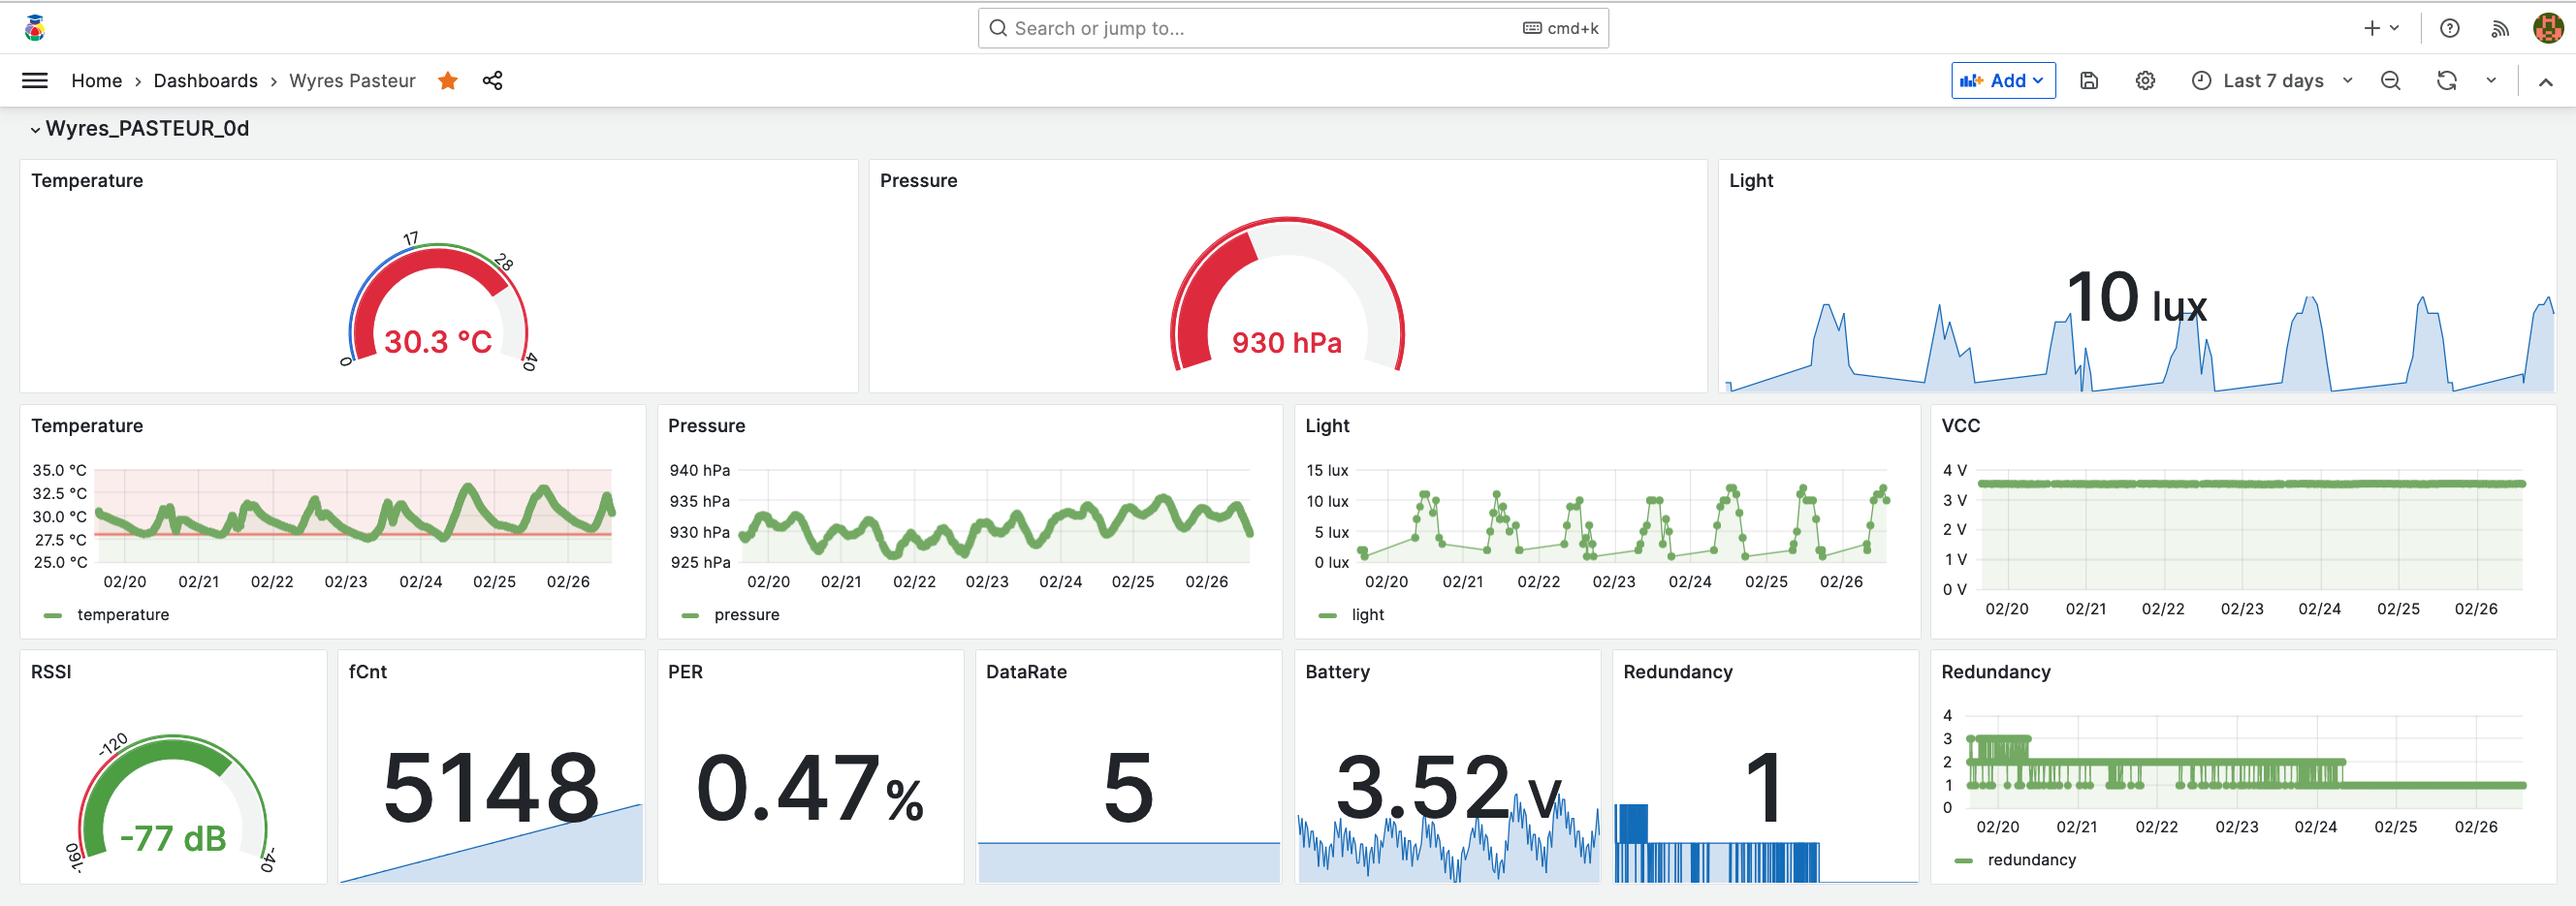 Search or jump to...
cmd+k
Home › Dashboards › Wyres Pasteur
Add
Last 7 days
Wyres_PASTEUR_0d
Temperature
0
17
28
40
30.3 °C
Pressure
930 hPa
Light
10 lux
Temperature
35.0 °C
32.5 °C
30.0 °C
27.5 °C
25.0 °C
02/20 02/21 02/22 02/23 02/24 02/25 02/26
temperature
Pressure
940 hPa
935 hPa
930 hPa
925 hPa
02/20 02/21 02/22 02/23 02/24 02/25 02/26
pressure
Light
15 lux
10 lux
5 lux
0 lux
02/20 02/21 02/22 02/23 02/24 02/25 02/26
light
VCC
4 V
3 V
2 V
1 V
0 V
02/20 02/21 02/22 02/23 02/24 02/25 02/26
RSSI
-160
-120
-40
-77 dB
fCnt
5148
PER
0.47%
DataRate
5
Battery
3.52 V
Redundancy
1
Redundancy
4
3
2
1
0
02/20 02/21 02/22 02/23 02/24 02/25 02/26
redundancy